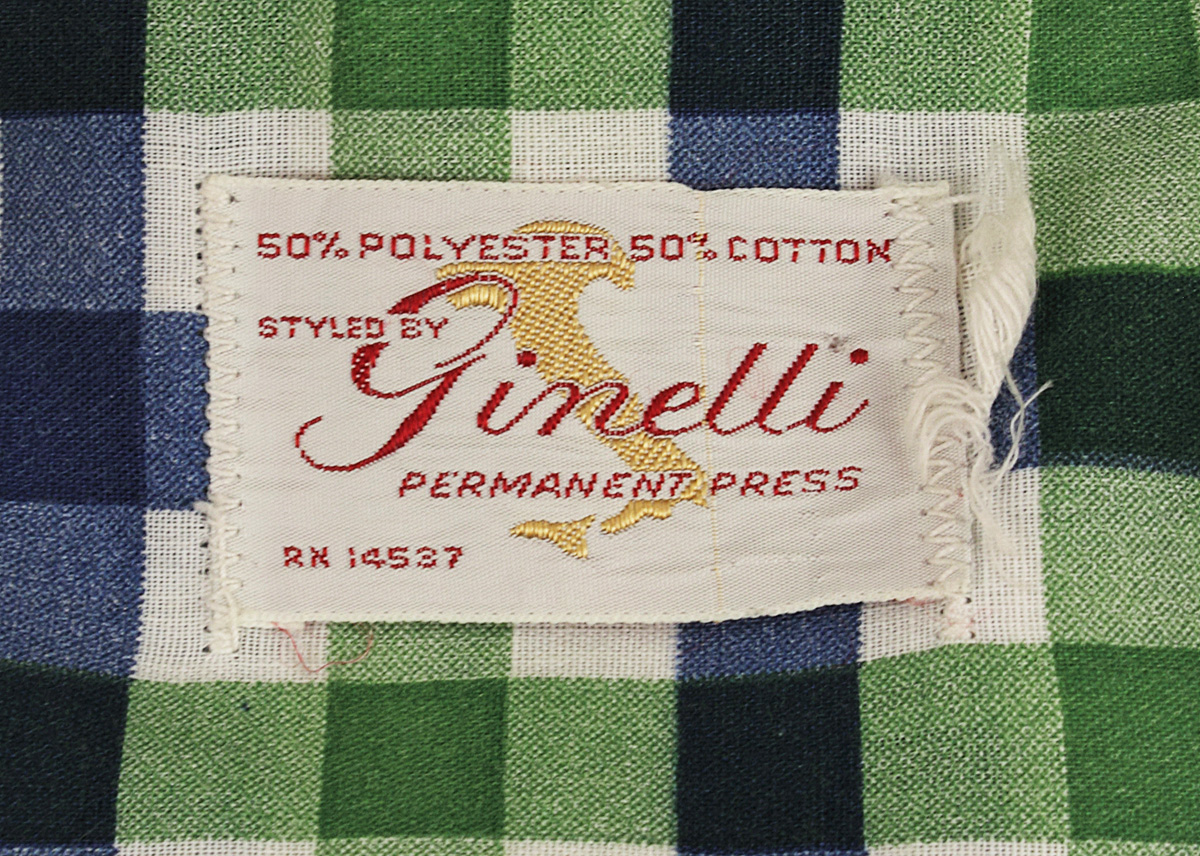 50% POLYESTER 50% COTTON
STYLED BY
Ginelli
PERMANENT PRESS
RN 14537